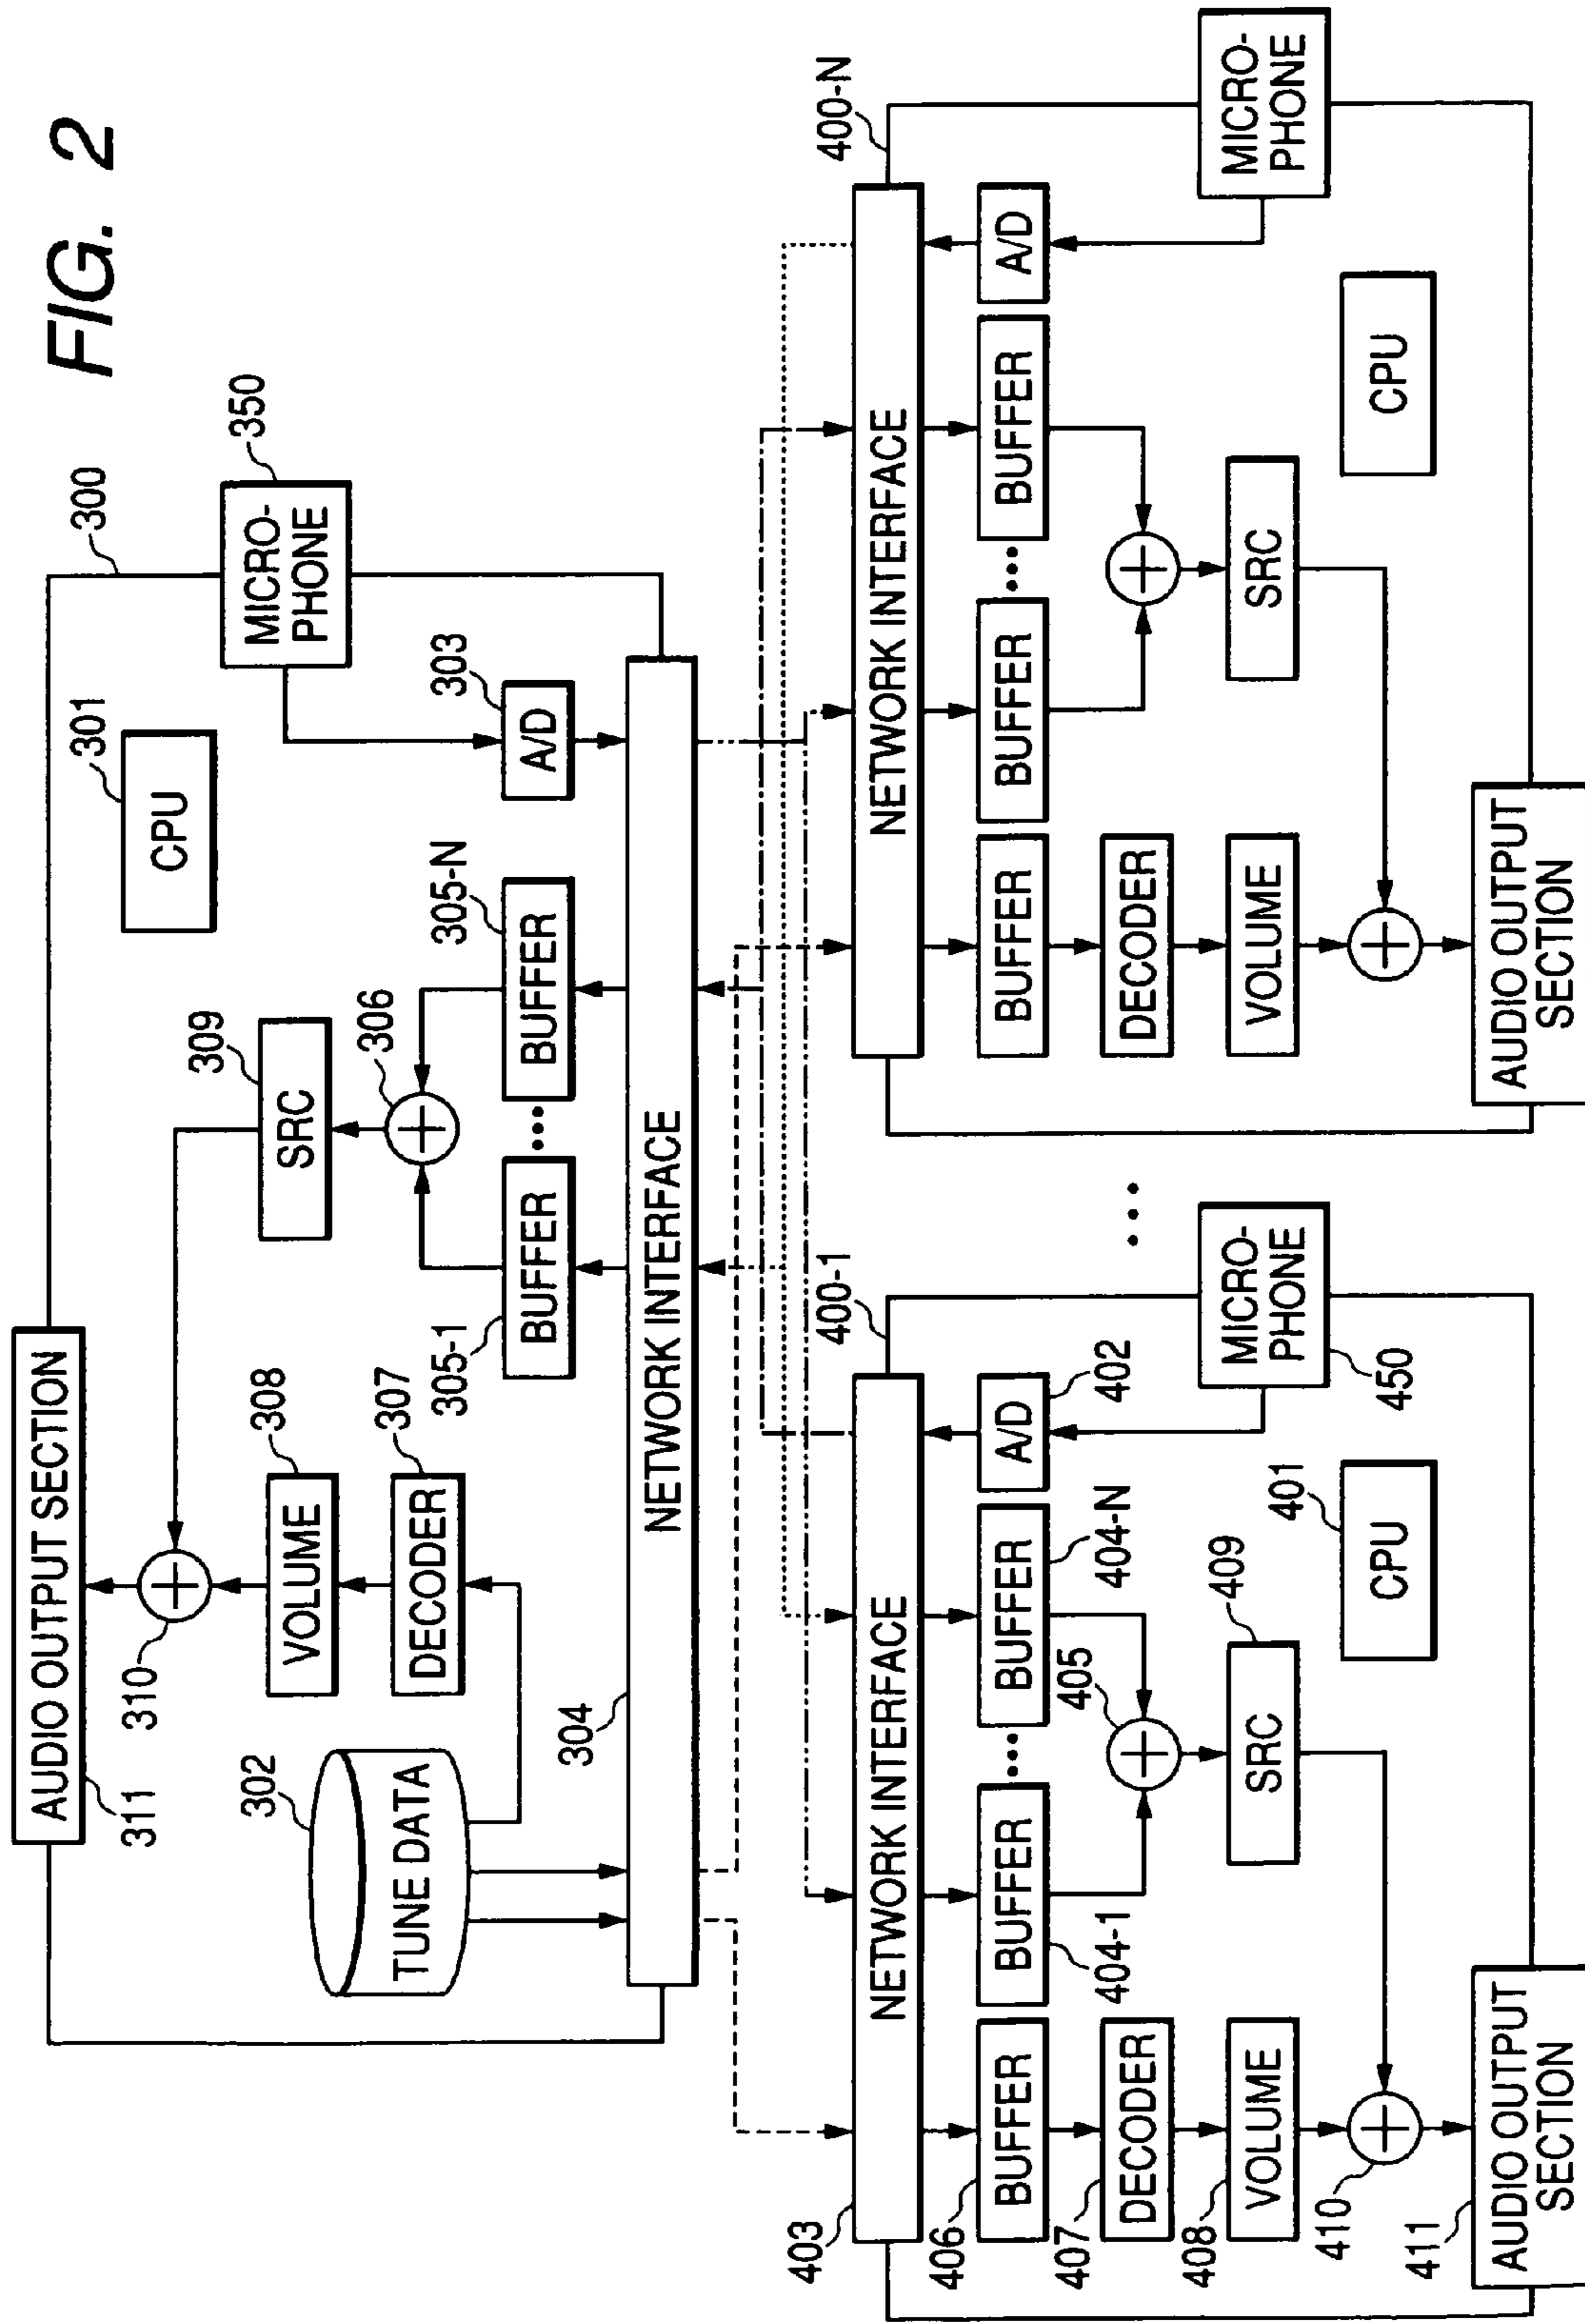 FIG. 2
AUDIO OUTPUT SECTION
311
300
302
TUNE DATA
310
308
VOLUME
307
DECODER
309
SRC
306
305-1
BUFFER
...
305-N
BUFFER
301
CPU
303
A/D
350
MICRO-
PHONE
304
NETWORK INTERFACE
400-1
403
NETWORK INTERFACE
406
BUFFER
407
DECODER
408
VOLUME
410
411
AUDIO OUTPUT
SECTION
404-1
BUFFER
...
BUFFER
404-N
405
SRC
409
A/D
402
401
CPU
MICRO-
PHONE
450
...
400-N
NETWORK INTERFACE
BUFFER
DECODER
VOLUME
AUDIO OUTPUT
SECTION
BUFFER
...
BUFFER
SRC
A/D
CPU
MICRO-
PHONE